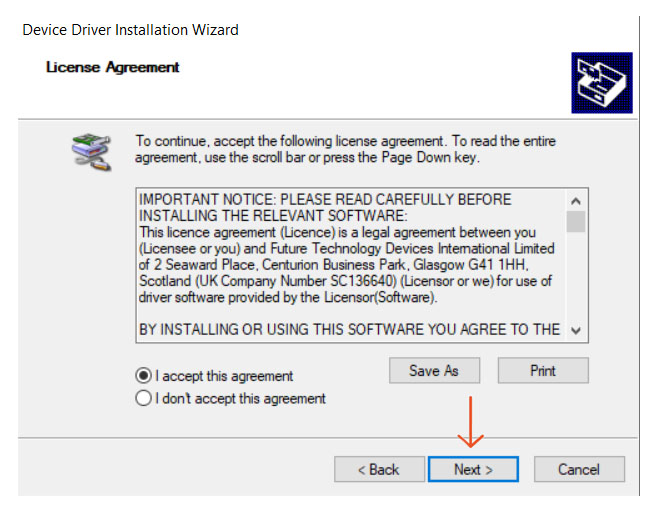 Device Driver Installation Wizard
License Agreement
To continue, accept the following license agreement. To read the entire
agreement, use the scroll bar or press the Page Down key.
IMPORTANT NOTICE: PLEASE READ CAREFULLY BEFORE
INSTALLING THE RELEVANT SOFTWARE:
This licence agreement (Licence) is a legal agreement between you
(Licensee or you) and Future Technology Devices International Limited
of 2 Seaward Place, Centurion Business Park, Glasgow G41 1HH,
Scotland (UK Company Number SC136640) (Licensor or we) for use of
driver software provided by the Licensor(Software).
BY INSTALLING OR USING THIS SOFTWARE YOU AGREE TO THE
I accept this agreement
Save As
Print
I don't accept this agreement
< Back
Next >
Cancel